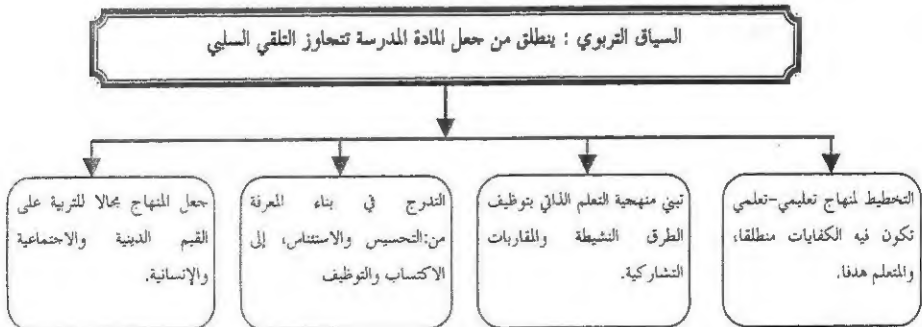 السياق التربوي : ينطلق من جعل المادة المدرسة تتجاوز التلقي السلبي
التخطيط لمنهاج تعليمي-تعلمي
تكون فيه الكفايات منطلقا،
والمتعلم هدفا.
تبني منهجية التعلم الذاتي بتوظيف
الطرق النشيطة والمقاربات
التشاركية.
التدرج في بناء المعرفة
من:التحسيس والاستئناس، إلى
الاكتساب والتوظيف
جعل المنهاج مجالا للتربية على
القيم الدينية والاجتماعية
والإنسانية.